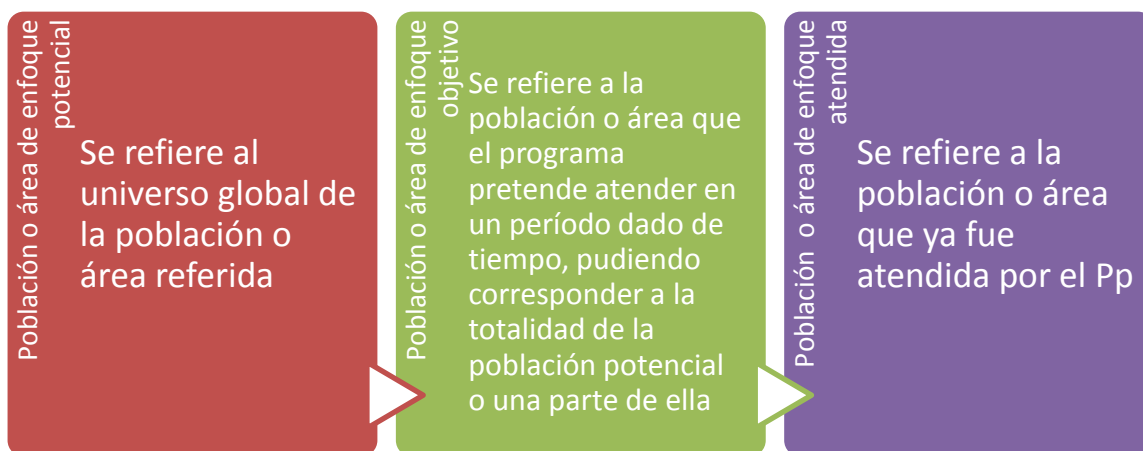 Población o área de enfoque
potencial
Se refiere al
universo global de
la población o
área referida
Población o área de enfoque
objetivo
Se refiere a la
población o área que
el programa
pretende atender en
un período dado de
tiempo, pudiendo
corresponder a la
totalidad de la
población potencial
o una parte de ella
Población o área de enfoque
atendida
Se refiere a la
población o área
que ya fue
atendida por el Pp